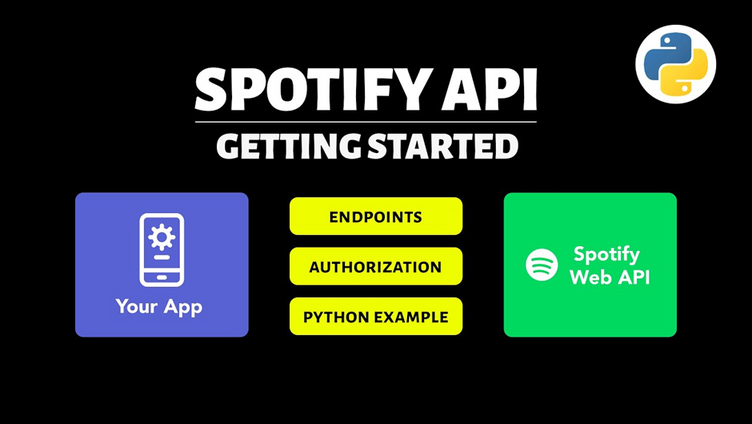 SPOTIFY API
GETTING STARTED
Your App
ENDPOINTS
AUTHORIZATION
PYTHON EXAMPLE
Spotify
Web API